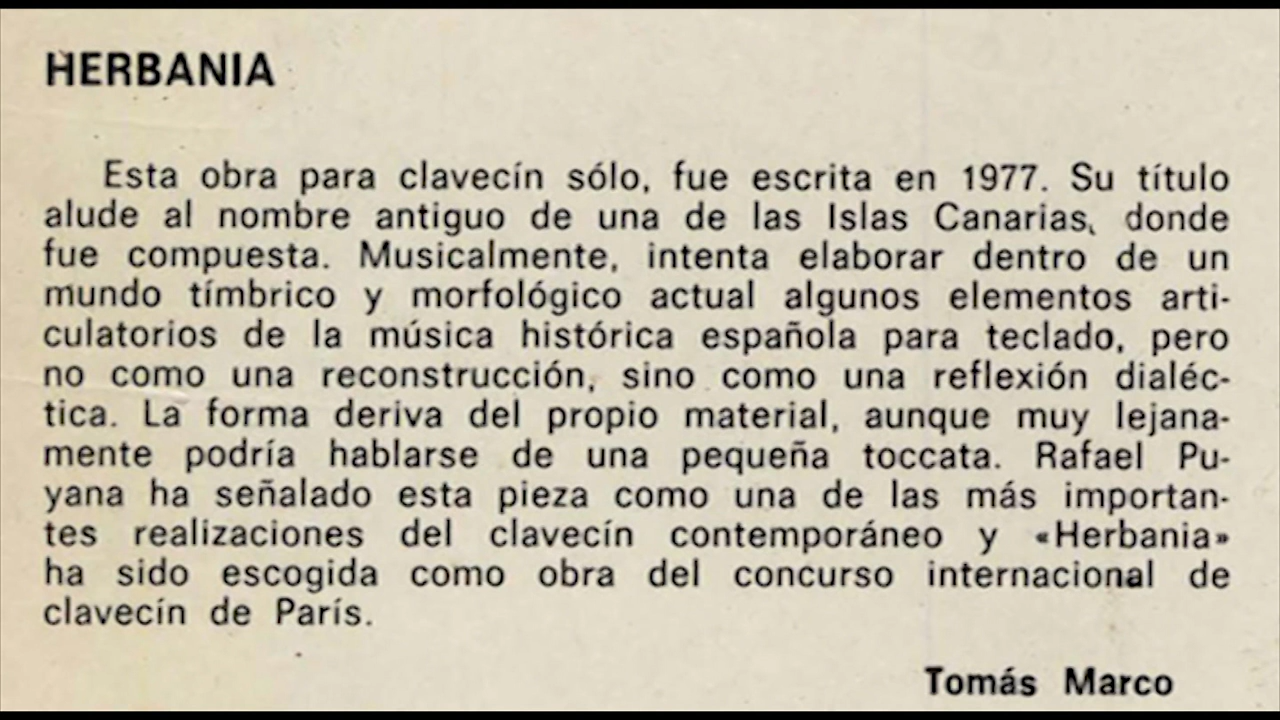 HERBANIA
Esta obra para clavecín sólo, fue escrita en 1977. Su título
alude al nombre antiguo de una de las Islas Canarias, donde
fue compuesta. Musicalmente, intenta elaborar dentro de un
mundo tímbrico y morfológico actual algunos elementos arti-
culatorios de la música histórica española para teclado, pero
no como una reconstrucción, sino como una reflexión dialéc-
tica. La forma deriva del propio material, aunque muy lejana-
mente podría hablarse de una pequeña toccata. Rafael Pu-
yana ha señalado esta pieza como una de las más importan-
tes realizaciones del clavecín contemporáneo y «Herbania»
ha sido escogida como obra del concurso internacional de
clavecín de París.
Tomás Marco